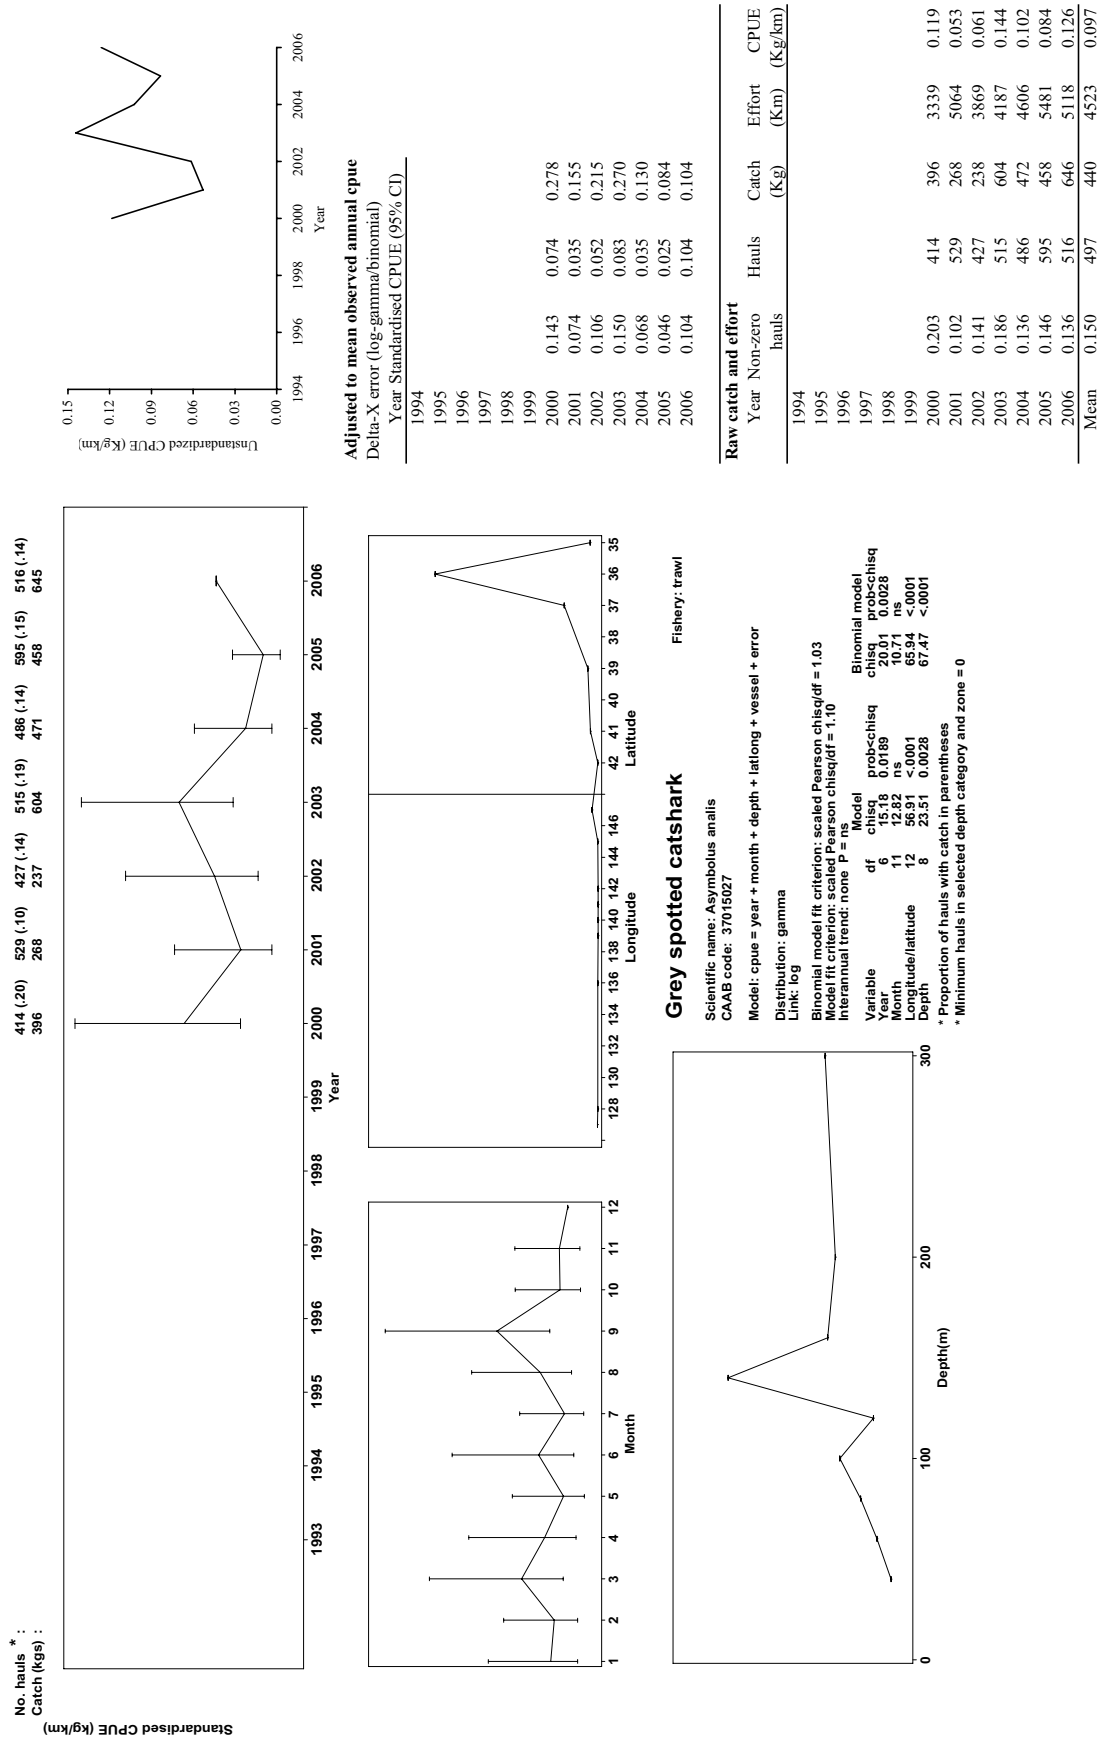 No. hauls * : 414 (.20) 529 (.10) 427 (.14) 515 (.19) 486 (.14) 595 (.15) 516 (.14)
Catch (kgs) : 396 268 237 604 471 458 645
Standardised CPUE (kg/km)
1993 1994 1995 1996 1997 1998 1999 2000 2001 2002 2003 2004 2005 2006
Year
1 2 3 4 5 6 7 8 9 10 11 12
Month
128 130 132 134 136 138 140 142 144 146 42 41 40 39 38 37 36 35
Longitude Latitude
0 100 200 300
Depth(m)
Grey spotted catshark
Fishery: trawl
Scientific name: Asymbolus analis
CAAB code: 37015027
Model: cpue = year + month + depth + latlong + vessel + error
Distribution: gamma
Link: log
Binomial model fit criterion: scaled Pearson chisq/df = 1.03
Model fit criterion: scaled Pearson chisq/df = 1.10
Interannual trend: none P = ns
Model Binomial model
Variable df chisq prob<chisq chisq prob<chisq
Year 6 15.18 0.0189 20.01 0.0028
Month 11 12.82 ns 10.71 ns
Longitude/latitude 12 56.91 <.0001 65.94 <.0001
Depth 8 23.51 0.0028 67.47 <.0001
* Proportion of hauls with catch in parentheses
* Minimum hauls in selected depth category and zone = 0
Unstandardized CPUE (Kg/km)
0.15
0.12
0.09
0.06
0.03
0.00
1994 1996 1998 2000 2002 2004 2006
Year
Adjusted to mean observed annual cpue
Delta-X error (log-gamma/binomial)
Year Standardised CPUE (95% CI)
1994
1995
1996
1997
1998
1999
2000 0.143 0.074 0.278
2001 0.074 0.035 0.155
2002 0.106 0.052 0.215
2003 0.150 0.083 0.270
2004 0.068 0.035 0.130
2005 0.046 0.025 0.084
2006 0.104 0.104 0.104
Raw catch and effort
Year Non-zero Hauls Catch Effort CPUE
hauls (Kg) (Km) (Kg/km)
1994
1995
1996
1997
1998
1999
2000 0.203 414 396 3339 0.119
2001 0.102 529 268 5064 0.053
2002 0.141 427 238 3869 0.061
2003 0.186 515 604 4187 0.144
2004 0.136 486 472 4606 0.102
2005 0.146 595 458 5481 0.084
2006 0.136 516 646 5118 0.126
Mean 0.150 497 440 4523 0.097